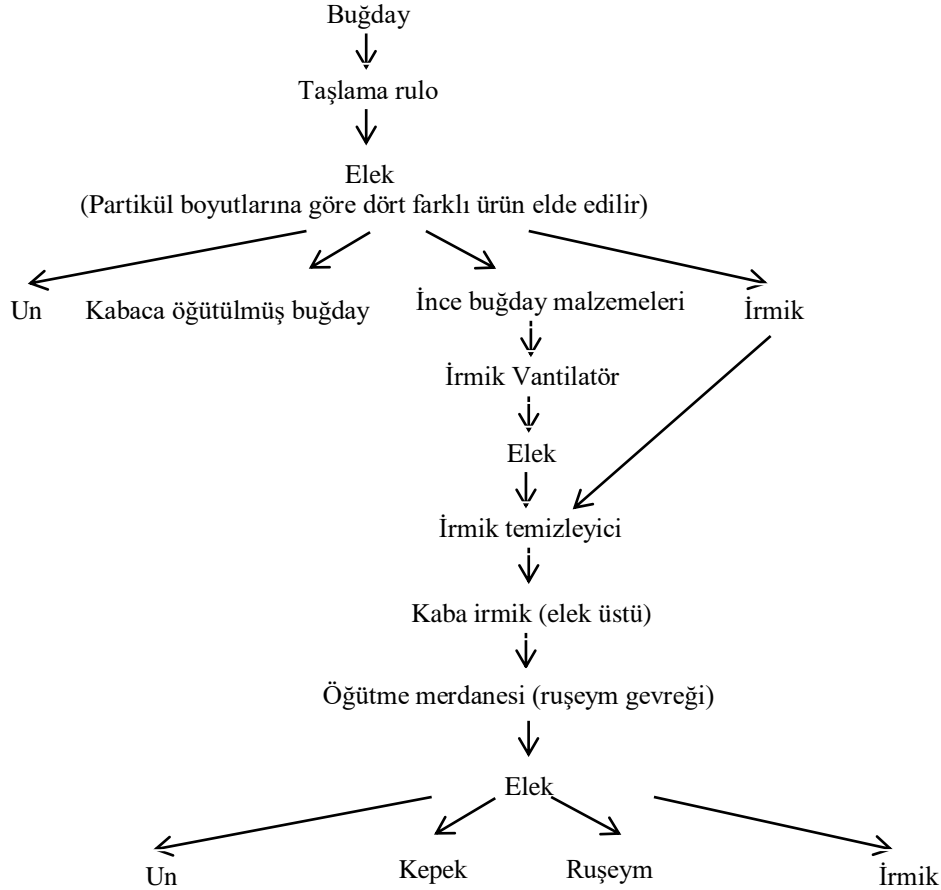 Buğday
Taşlama rulo
Elek
(Partikül boyutlarına göre dört farklı ürün elde edilir)
Un
Kabaca öğütülmüş buğday
İnce buğday malzemeleri
İrmik
İrmik Vantilatör
Elek
İrmik temizleyici
Kaba irmik (elek üstü)
Öğütme merdanesi (ruşeym gevreği)
Elek
Un
Kepek
Ruşeym
İrmik